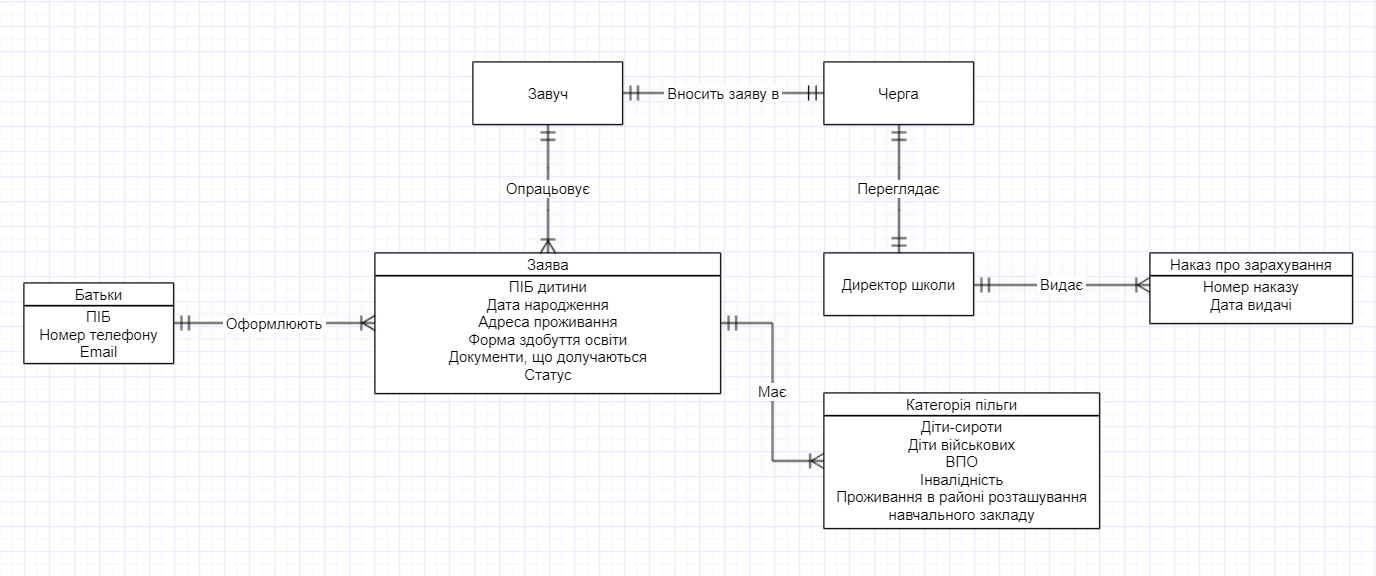 Завуч
Вносить заяву в
Черга
Опрацьовує
Переглядає
Батьки
ПІБ
Номер телефону
Email
Оформлюють
Заява
ПІБ дитини
Дата народження
Адреса проживання
Форма здобуття освіти
Документи, що долучаються
Статус
Директор школи
Видає
Наказ про зарахування
Номер наказу
Дата видачі
Має
Категорія пільги
Діти-сироти
Діти військових
ВПО
Інвалідність
Проживання в районі розташування
навчального закладу